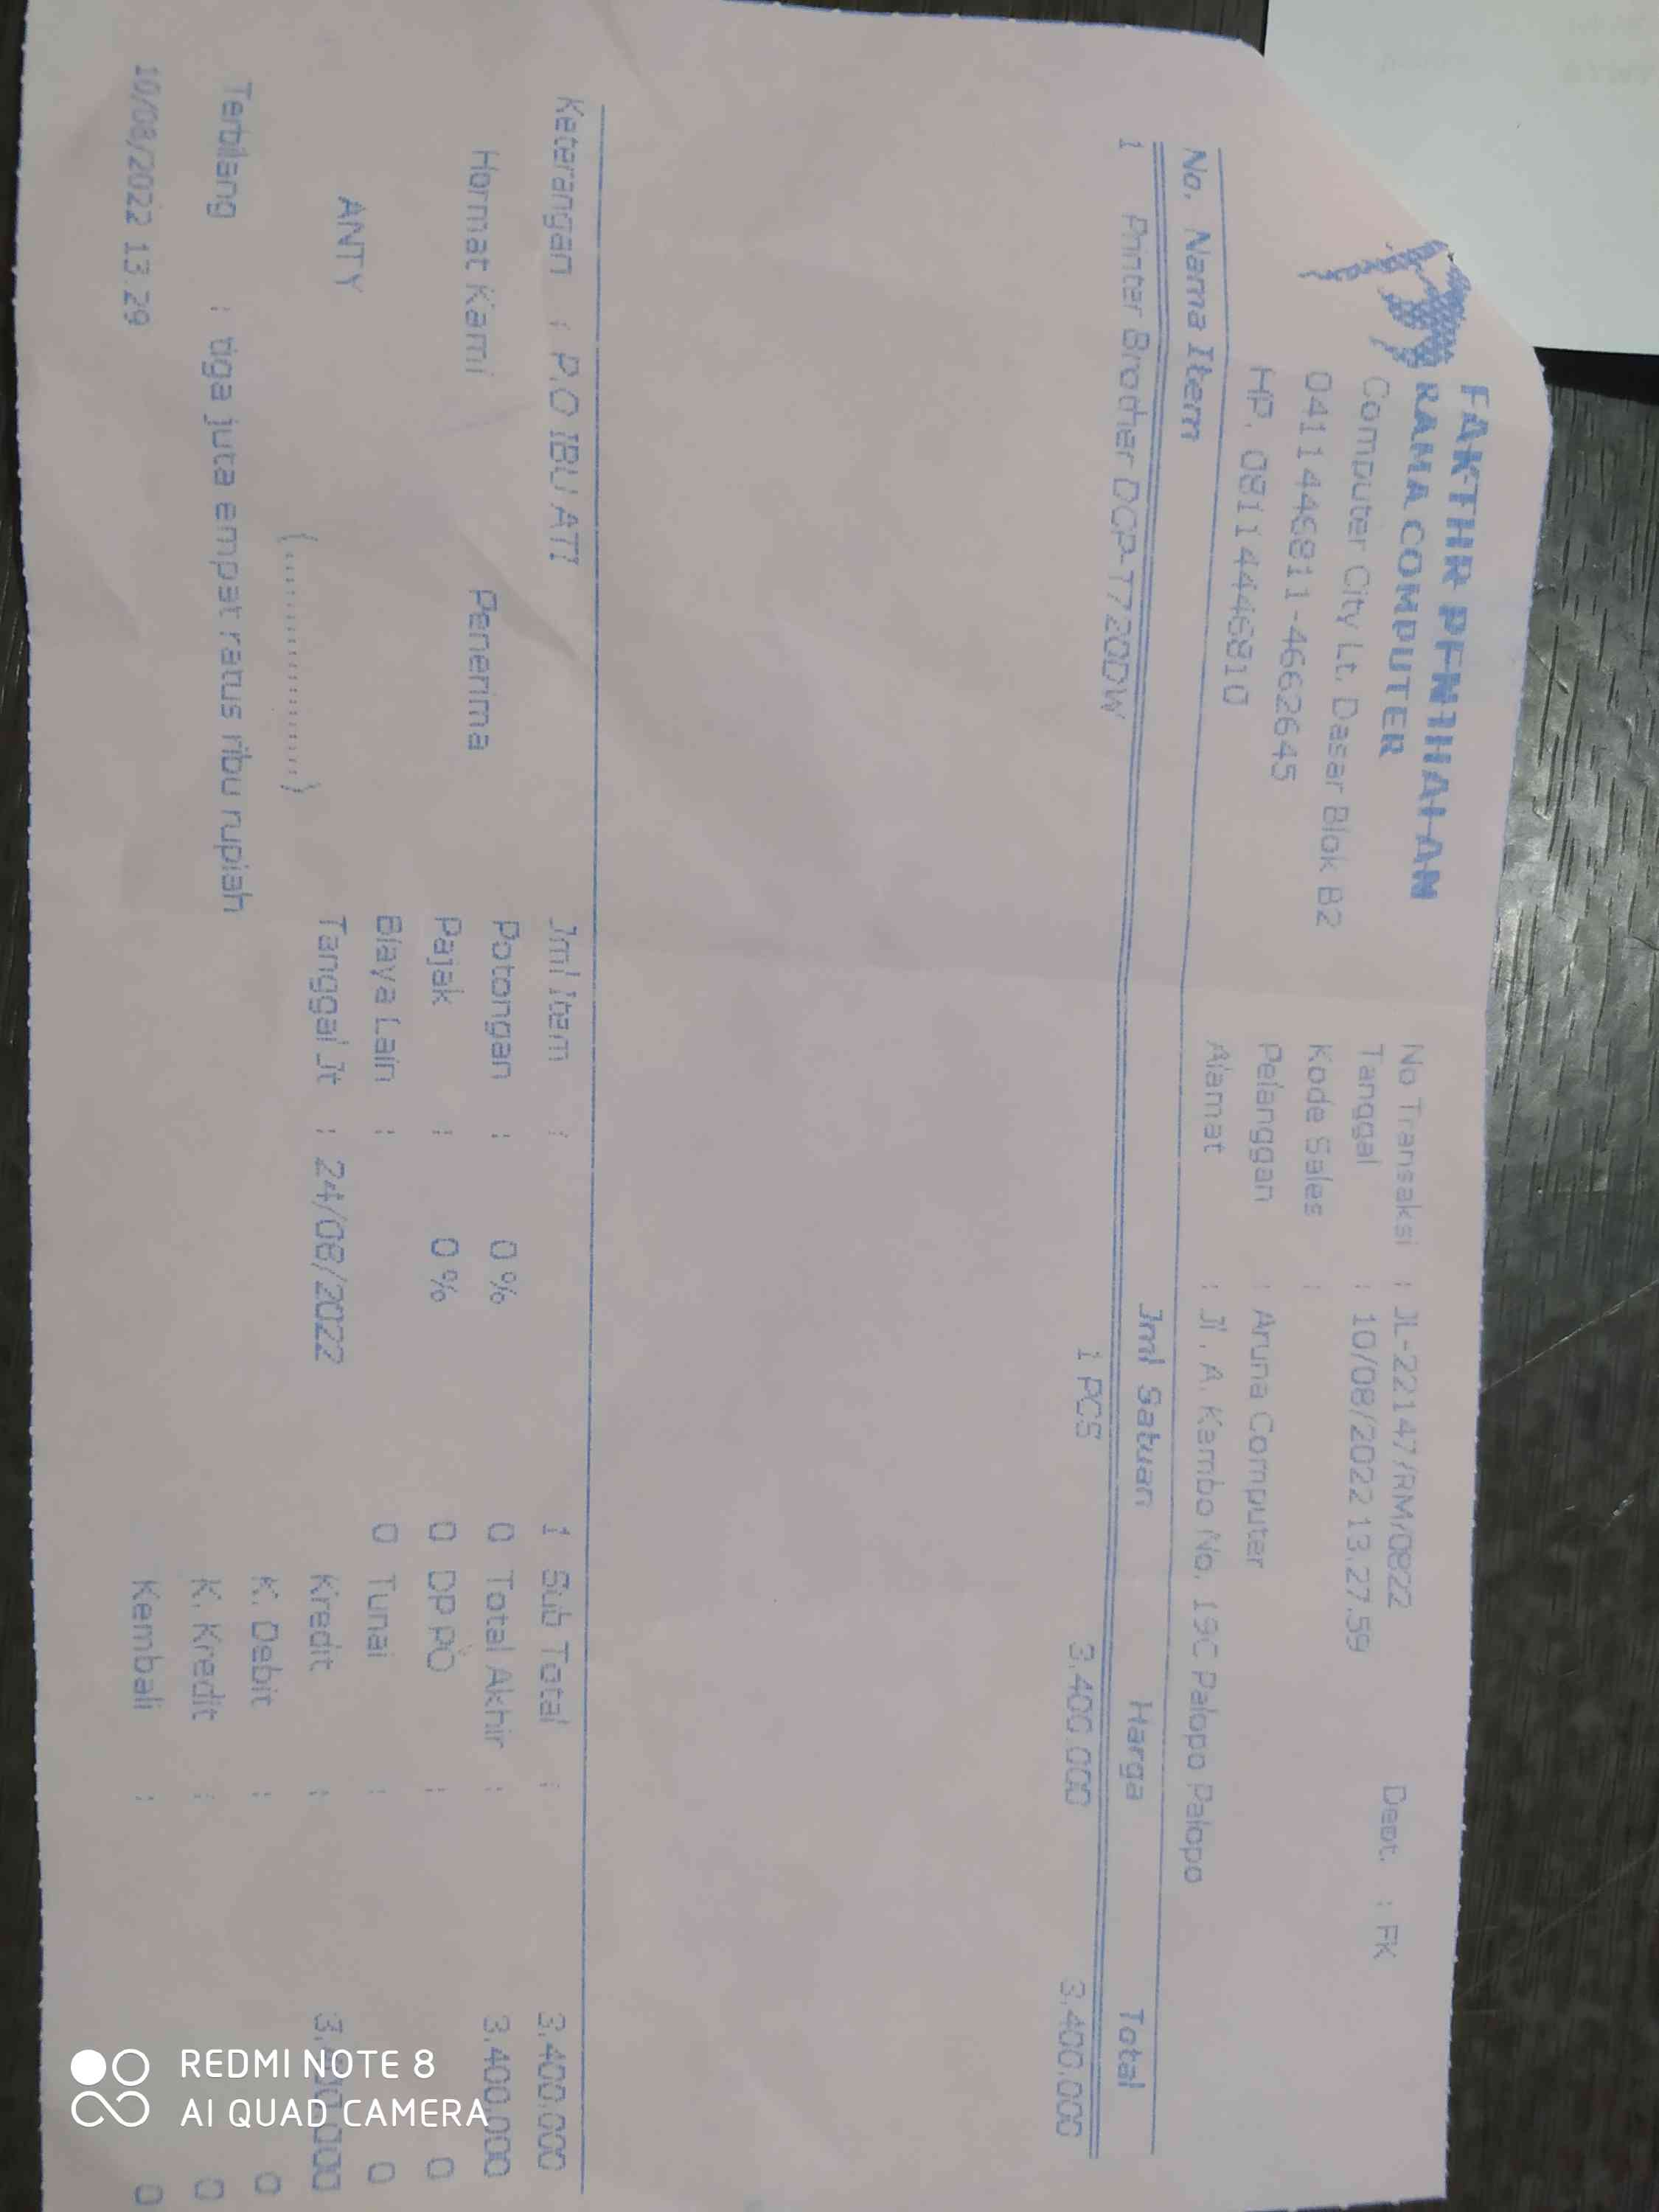 FAKTUR PENJUALAN
RAMA COMPUTER
Computer City Lt. Dasar Blok B2
0411446811-4662645
HP. 08114446810
No Transaksi : JL-22147/RM/0822
Dept. : FK
Tanggal : 10/08/2022 13.27.59
Kode Sales :
Pelanggan : Aruna Computer
Alamat : Jl. A. Kambo No. 19C Palopo Palopo
No. Nama Item Jml Satuan Harga Total
1 Printer Brother DCP-T720DW 1 PCS 3.400.000 3.400.000
Keterangan : P.O IBU ATI
Hormat Kami
Penerima
ANTY
(...............)
Jml Item : 1
Potongan : 0 % 0
Pajak : 0 % 0
Biaya Lain : 0
Tanggal Jt : 24/08/2022
Sub Total : 3.400.000
Total Akhir : 3.400.000
DP PO : 0
Tunai : 0
Kredit : 3.400.000
K. Debit : 0
K. Kredit : 0
Kembali : 0
Terbilang : tiga juta empat ratus ribu rupiah
10/08/2022 13.29
REDMI NOTE 8
AI QUAD CAMERA